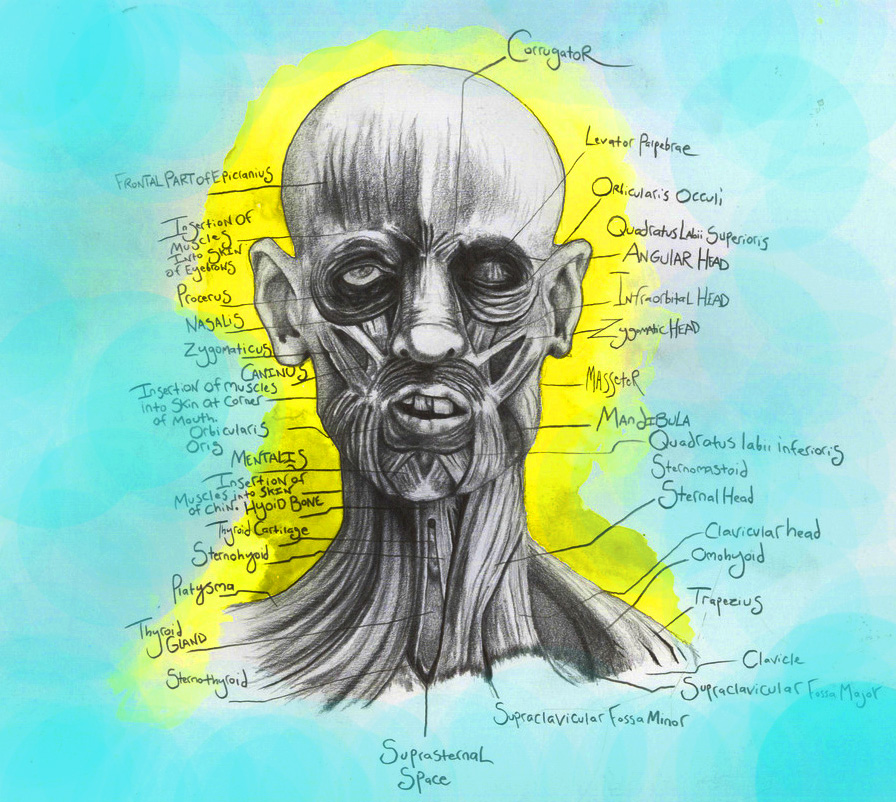 Corrugator
Frontal Part of Epicranius
Insertion of
Muscles
Into Skin
of Eyebrows
Procerus
Nasalis
Zygomaticus
Caninus
Insertion of muscles
into Skin at Corner
of Mouth.
Orbicularis
Oris
Mentalis
Insertion of
Muscles into Skin
of Chin.
Hyoid Bone
Thyroid Cartilage
Sternohyoid
Platysma
Thyroid
Gland
Sternothyroid
Suprasternal
Space
Levator Palpebrae
Orbicularis Occuli
Quadratus Labii Superioris
Angular Head
Infraorbital Head
Zygomatic Head
Masseter
Mandibula
Quadratus labii inferioris
Sternomastoid
Sternal Head
Clavicular head
Omohyoid
Trapezius
Clavicle
Supraclavicular Fossa Major
Supraclavicular Fossa Minor